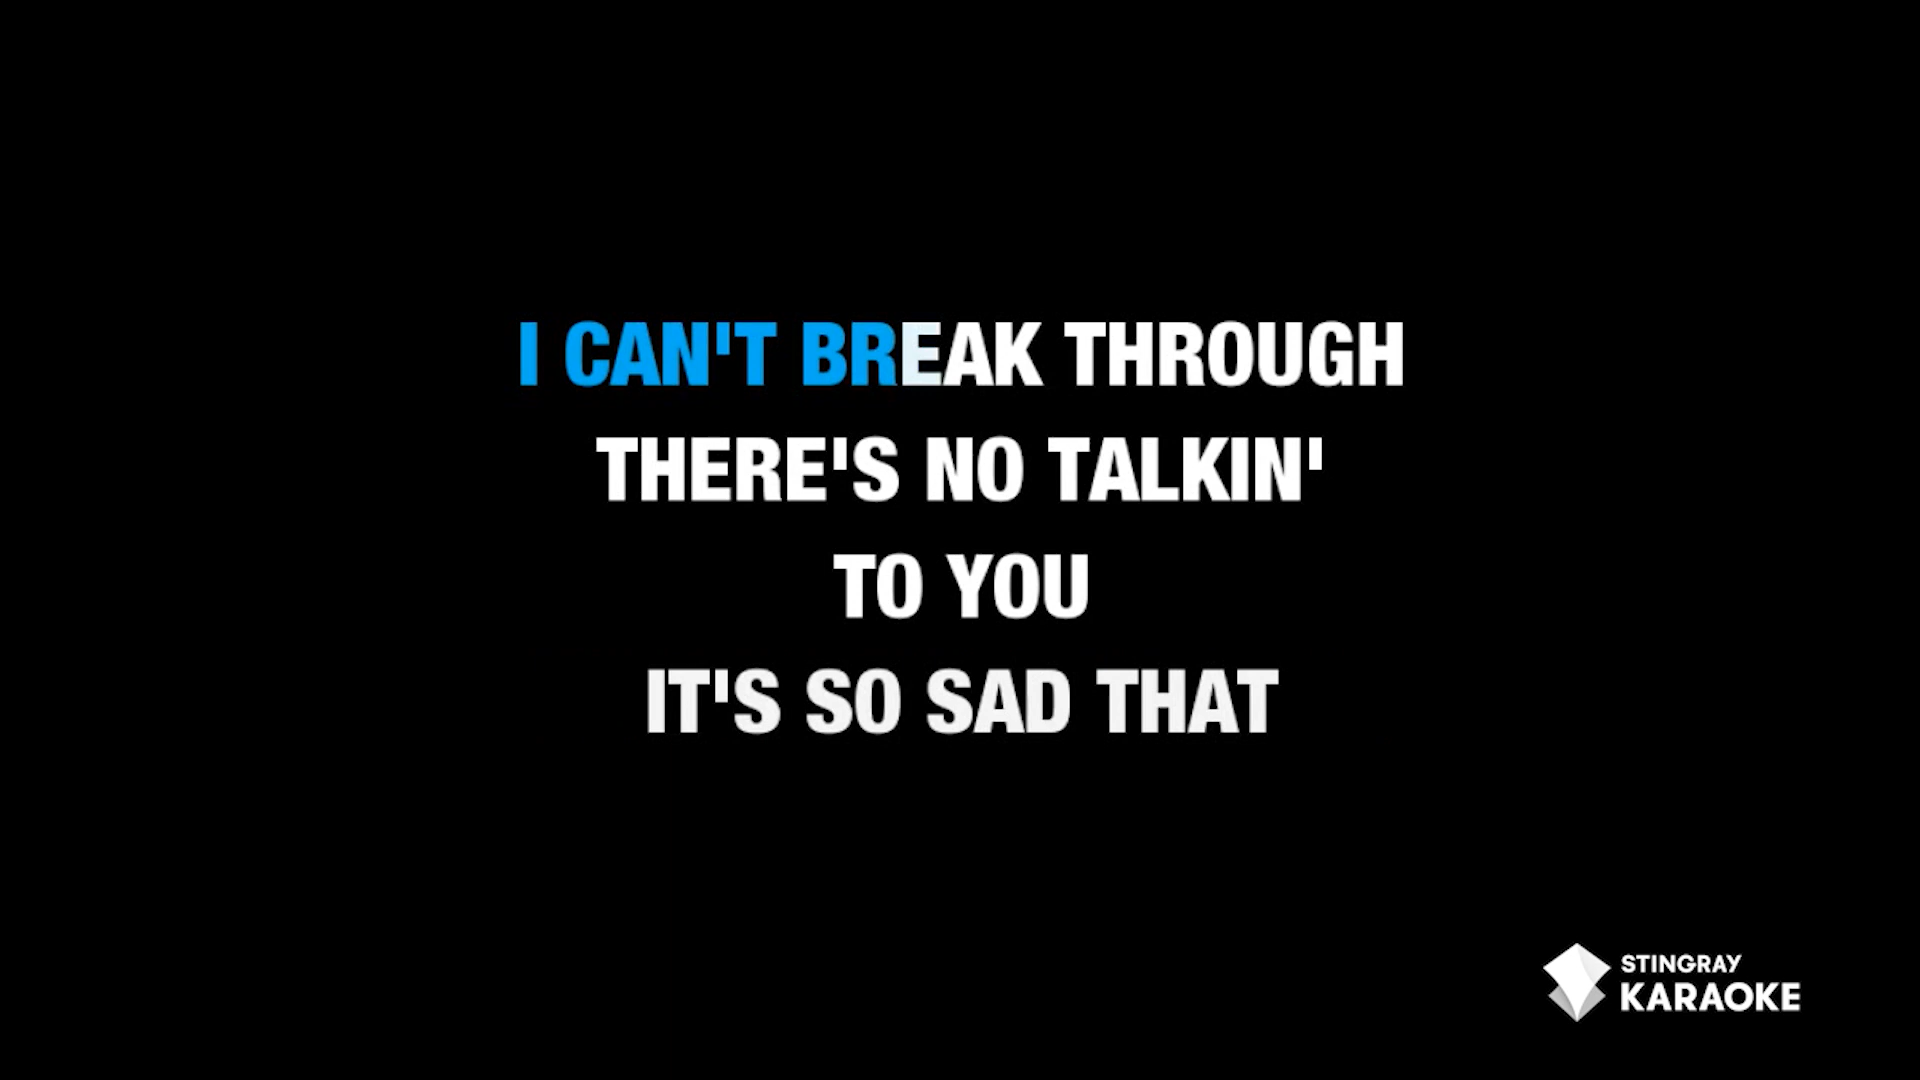 I CAN'T BREAK THROUGH
THERE'S NO TALKIN'
TO YOU
IT'S SO SAD THAT
STINGRAY
KARAOKE